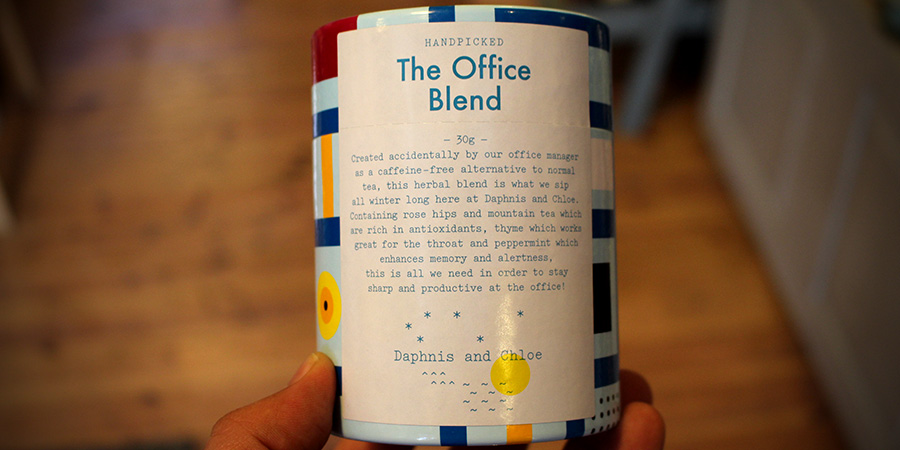 HANDPICKED
The Office
Blend
– 30g –
Created accidentally by our office manager
as a caffeine-free alternative to normal
tea, this herbal blend is what we sip
all winter long here at Daphnis and Chloe.
Containing rose hips and mountain tea which
are rich in antioxidants, thyme which works
great for the throat and peppermint which
enhances memory and alertness,
this is all we need in order to stay
sharp and productive at the office!
Daphnis and Chloe